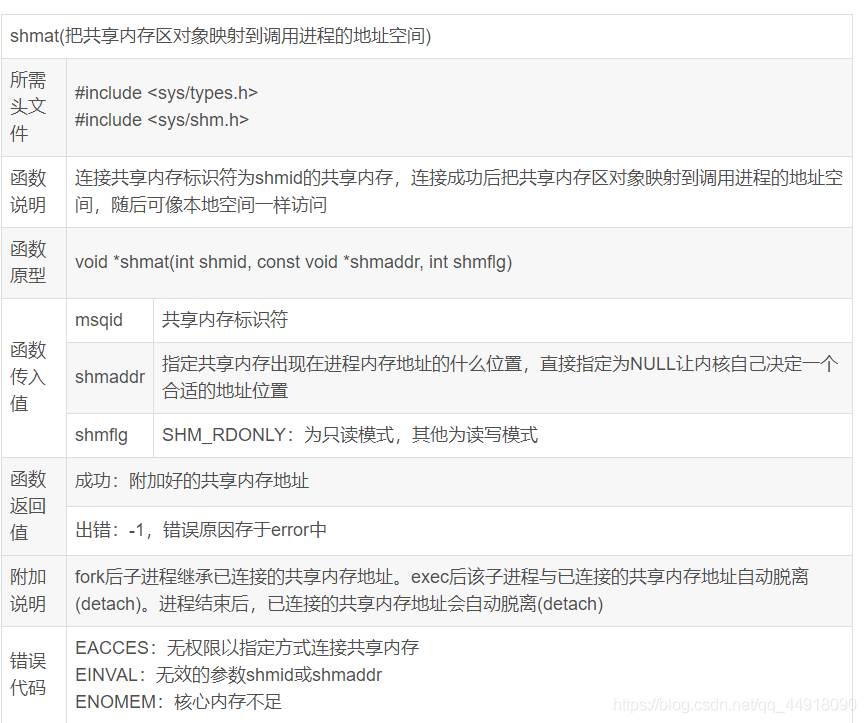 shmat(把共享内存区对象映射到调用进程的地址空间)
所需
头文
件
#include <sys/types.h>
#include <sys/shm.h>
函数
说明
连接共享内存标识符为shmid的共享内存，连接成功后把共享内存区对象映射到调用进程的地址空
间，随后可像本地空间一样访问
函数
原型
void *shmat(int shmid, const void *shmaddr, int shmflg)
函数
传入
值
msqid
共享内存标识符
shmaddr
指定共享内存出现在进程内存地址的什么位置，直接指定为NULL让内核自己决定一个
合适的地址位置
shmflg
SHM_RDONLY：为只读模式，其他为读写模式
函数
返回
值
成功：附加好的共享内存地址
出错：-1，错误原因存于error中
附加
说明
fork后子进程继承已连接的共享内存地址。exec后该子进程与已连接的共享内存地址自动脱离
(detach)。进程结束后，已连接的共享内存地址会自动脱离(detach)
错误
代码
EACCES：无权限以指定方式连接共享内存
EINVAL：无效的参数shmid或shmaddr
ENOMEM：核心内存不足
https://blog.csdn.net/qq_44918090